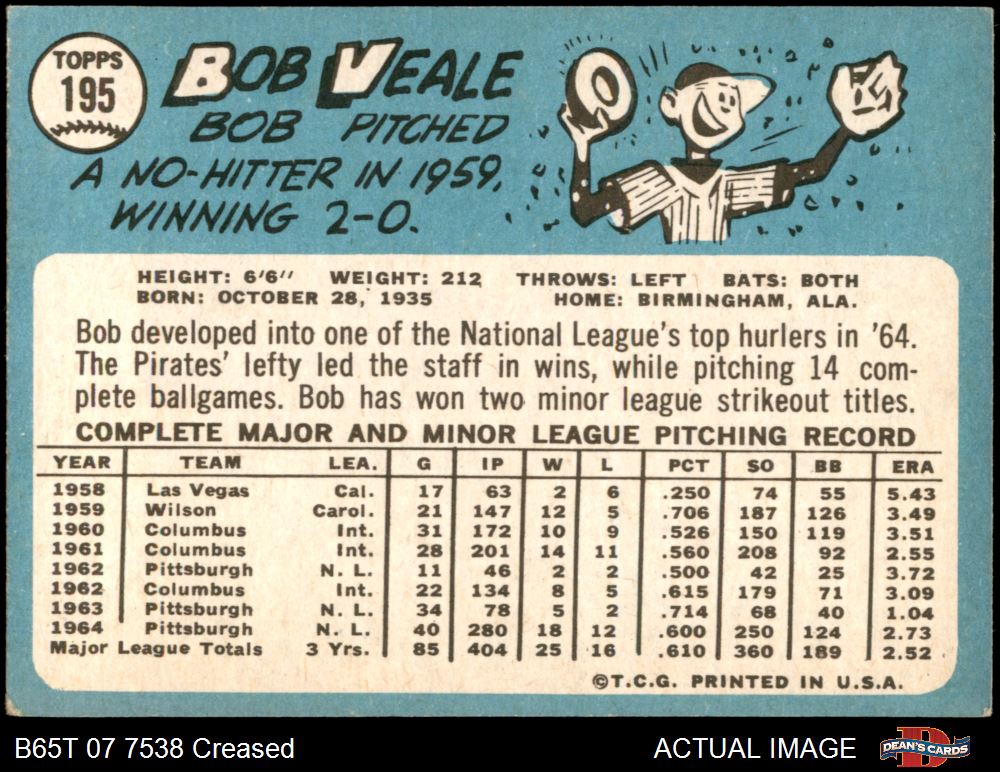 TOPPS
195
BOB VEALE
BOB PITCHED
A NO-HITTER IN 1959,
WINNING 2-0.
HEIGHT: 6'6" WEIGHT: 212 THROWS: LEFT BATS: BOTH
BORN: OCTOBER 28, 1935 HOME: BIRMINGHAM, ALA.
Bob developed into one of the National League's top hurlers in '64.
The Pirates' lefty led the staff in wins, while pitching 14 com-
plete ballgames. Bob has won two minor league strikeout titles.
COMPLETE MAJOR AND MINOR LEAGUE PITCHING RECORD
YEAR TEAM LEA. G IP W L PCT SO BB ERA
1958 Las Vegas Cal. 17 63 2 6 .250 74 55 5.43
1959 Wilson Carol. 21 147 12 5 .706 187 126 3.49
1960 Columbus Int. 31 172 10 9 .526 150 119 3.51
1961 Columbus Int. 28 201 14 11 .560 208 92 2.55
1962 Pittsburgh N. L. 11 46 2 2 .500 42 25 3.72
1962 Columbus Int. 22 134 8 5 .615 179 71 3.09
1963 Pittsburgh N. L. 34 78 5 2 .714 68 40 1.04
1964 Pittsburgh N. L. 40 280 18 12 .600 250 124 2.73
Major League Totals 3 Yrs. 85 404 25 16 .610 360 189 2.52
©T.C.G. PRINTED IN U.S.A.
B65T 07 7538 Creased ACTUAL IMAGE DEAN'S CARDS